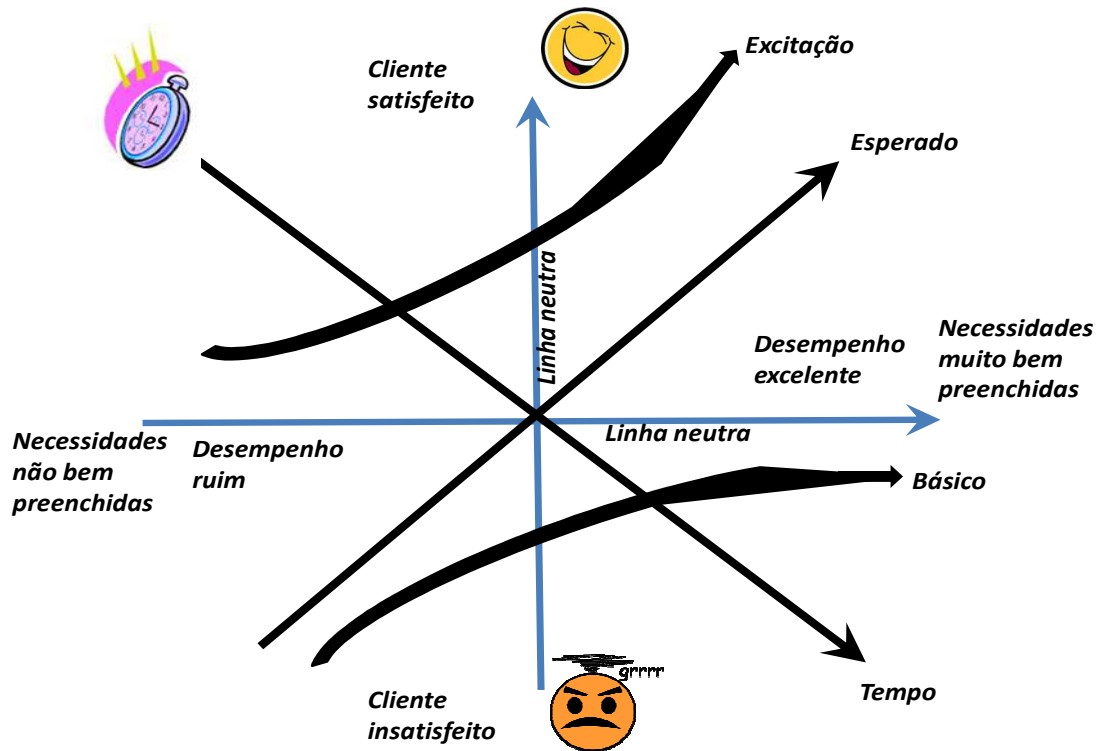 Excitação
Cliente
satisfeito
Esperado
Linha neutra
Desempenho
excelente
Necessidades
muito bem
preenchidas
Necessidades
não bem
preenchidas
Desempenho
ruim
Linha neutra
Básico
grrrr
Cliente
insatisfeito
Tempo